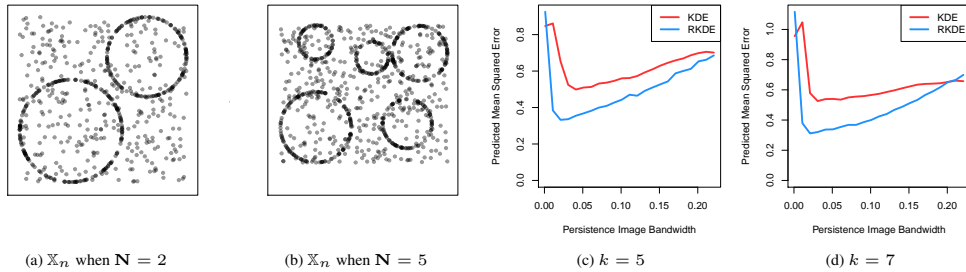 KDE
RKDE
Predicted Mean Squared Error
0.0 0.2 0.4 0.6 0.8
0.00 0.05 0.10 0.15 0.20
Persistence Image Bandwidth
KDE
RKDE
Predicted Mean Squared Error
0.0 0.2 0.4 0.6 0.8 1.0
0.00 0.05 0.10 0.15 0.20
Persistence Image Bandwidth
(a) 𝕏ₙ when 𝐍 = 2
(b) 𝕏ₙ when 𝐍 = 5
(c) k = 5
(d) k = 7